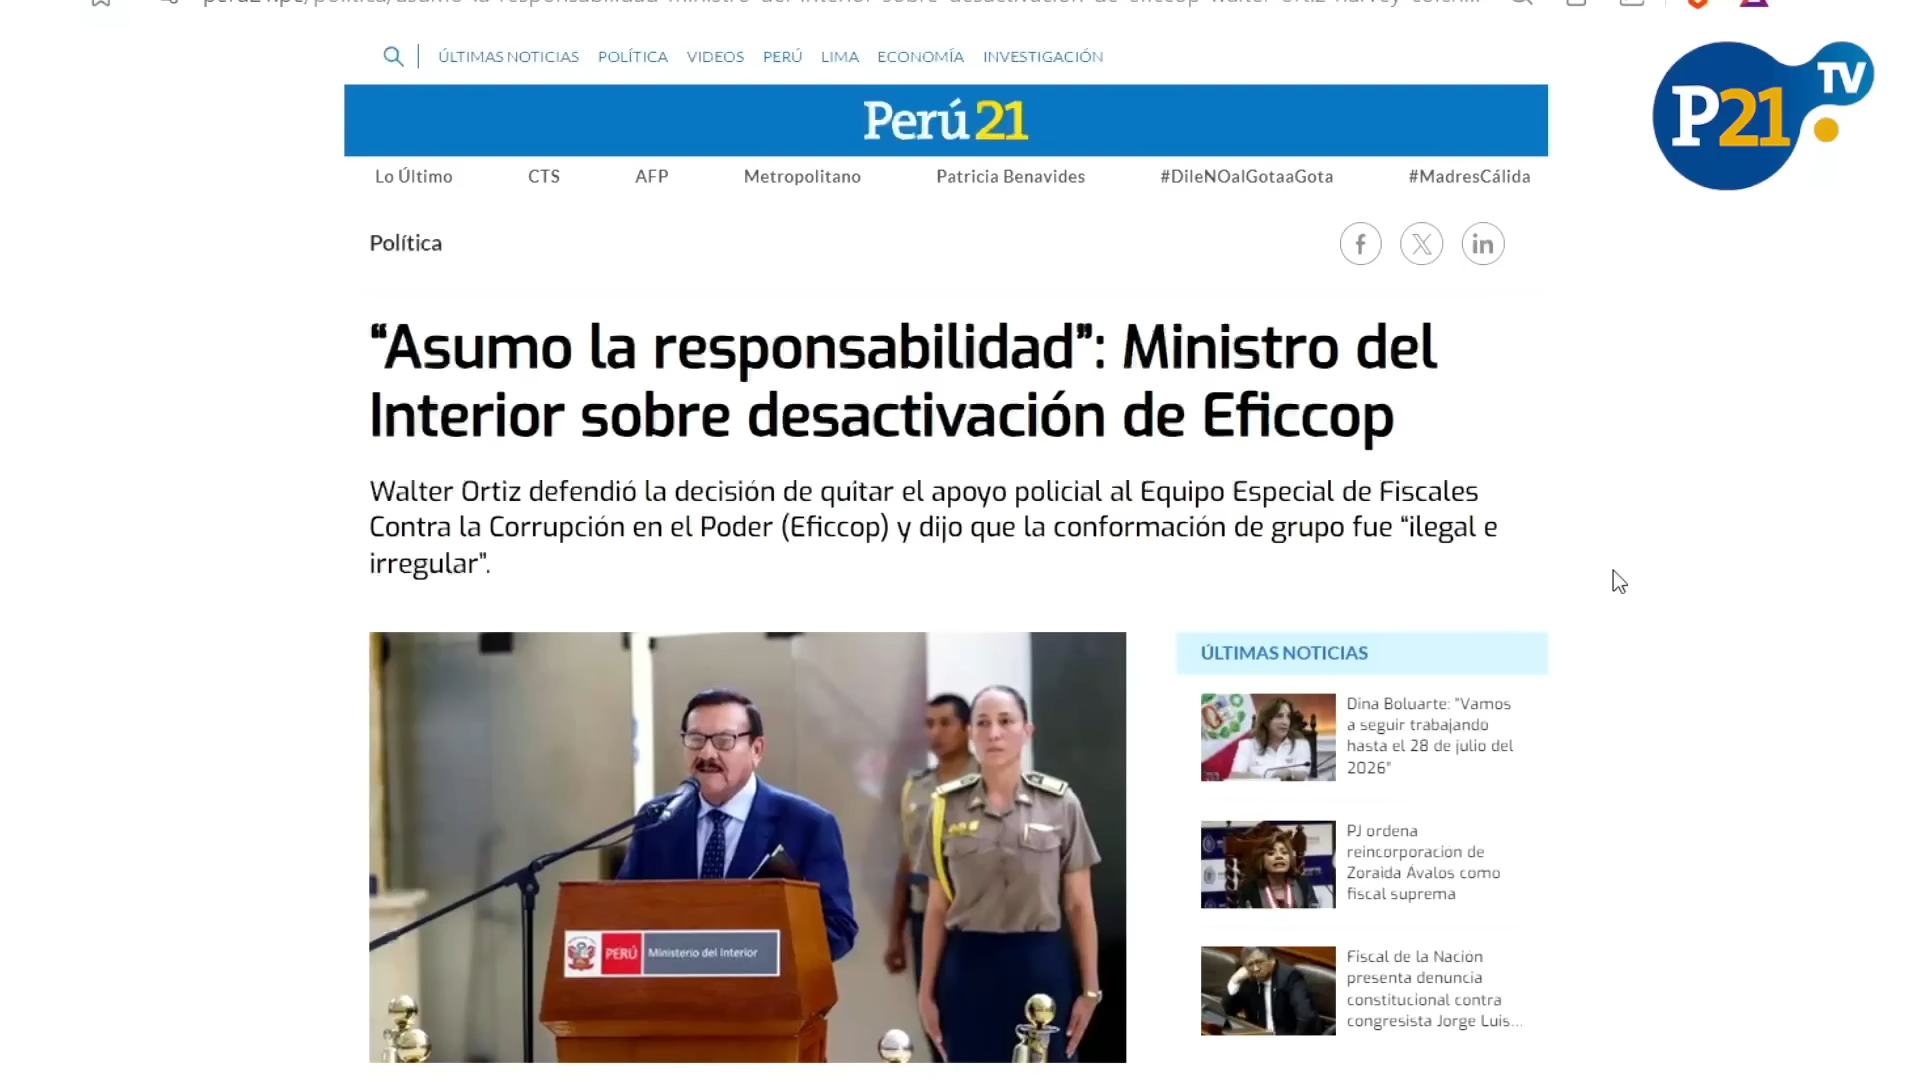 ÚLTIMAS NOTICIAS POLÍTICA VIDEOS PERÚ LIMA ECONOMÍA INVESTIGACIÓN
P21 TV
Perú21
Lo Último CTS AFP Metropolitano Patricia Benavides #DileNOalGotaaGota #MadresCálida
Política
“Asumo la responsabilidad”: Ministro del
Interior sobre desactivación de Eficcop
Walter Ortiz defendió la decisión de quitar el apoyo policial al Equipo Especial de Fiscales
Contra la Corrupción en el Poder (Eficcop) y dijo que la conformación de grupo fue “ilegal e
irregular”.
PERÚ Ministerio del Interior
ÚLTIMAS NOTICIAS
Dina Boluarte: "Vamos
a seguir trabajando
hasta el 28 de julio del
2026"
PJ ordena
reincorporacion de
Zoraida Ávalos como
fiscal suprema
Fiscal de la Nación
presenta denuncia
constitucional contra
congresista Jorge Luis...